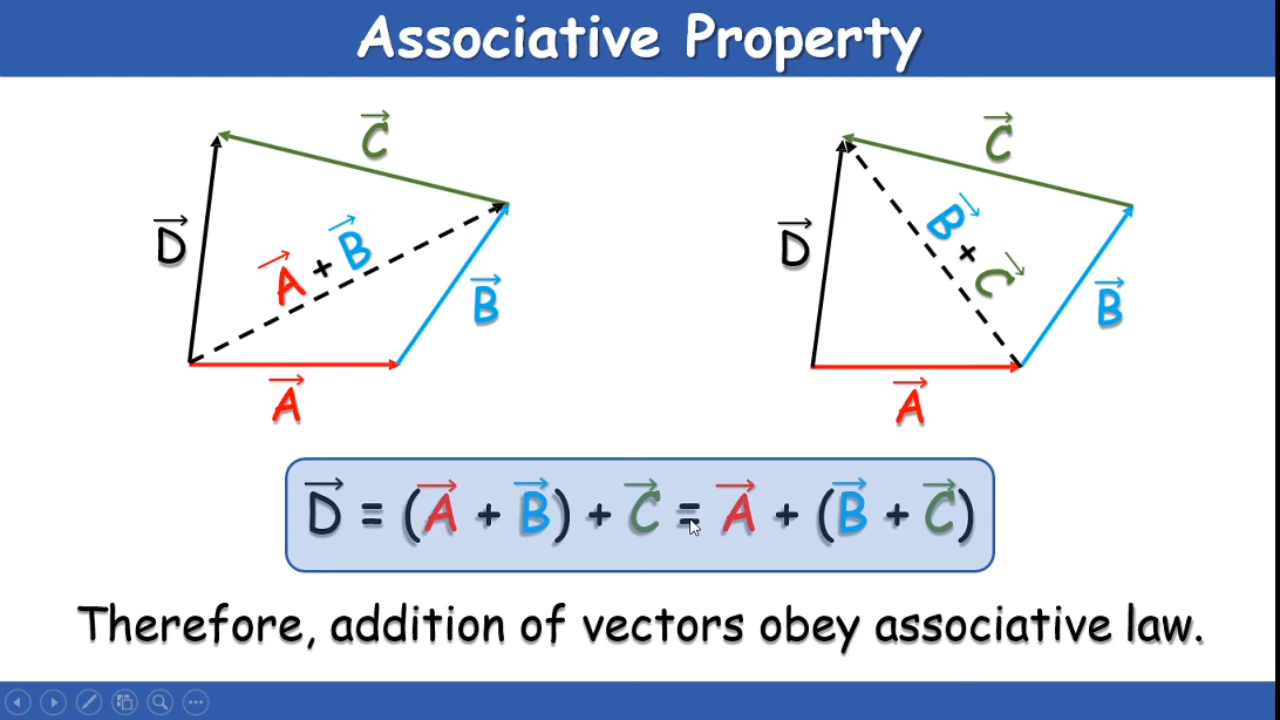 Associative Property
C
D
A + B
B
A
C
D
B + C
B
A
D = (A + B) + C = A + (B + C)
Therefore, addition of vectors obey associative law.